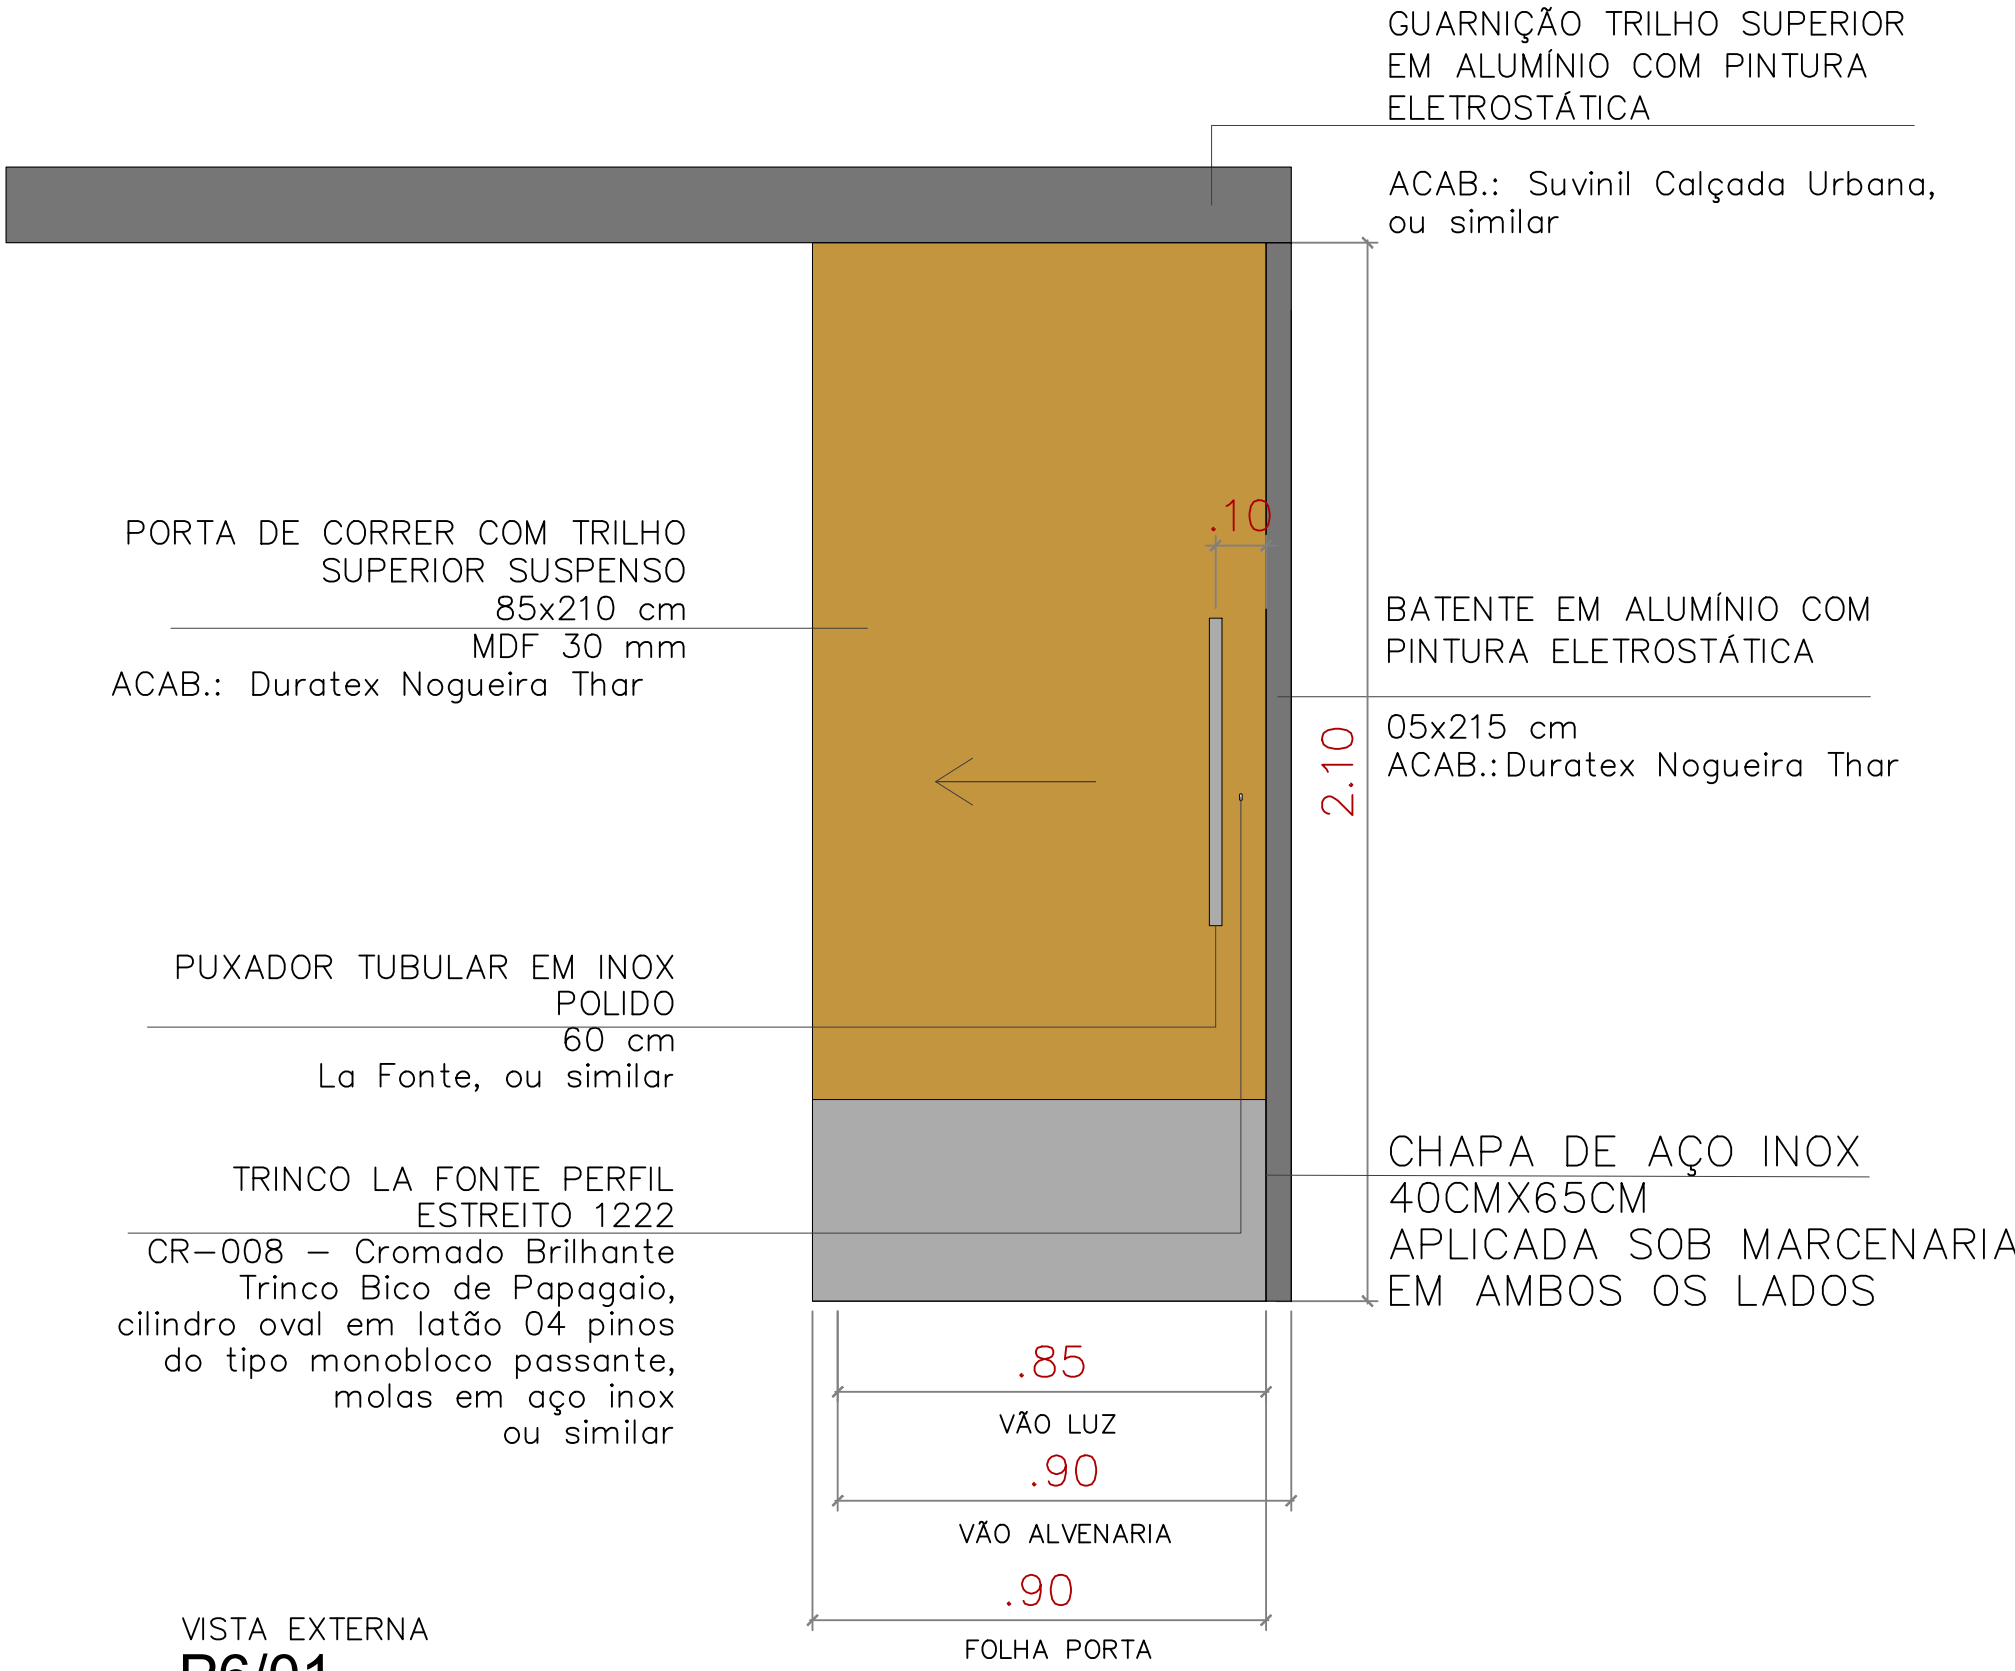 GUARNIÇÃO TRILHO SUPERIOR
EM ALUMÍNIO COM PINTURA
ELETROSTÁTICA
ACAB.: Suvinil Calçada Urbana,
ou similar
PORTA DE CORRER COM TRILHO
SUPERIOR SUSPENSO
85x210 cm
MDF 30 mm
ACAB.: Duratex Nogueira Thar
.10
BATENTE EM ALUMÍNIO COM
PINTURA ELETROSTÁTICA
05x215 cm
ACAB.:Duratex Nogueira Thar
2.10
PUXADOR TUBULAR EM INOX
POLIDO
60 cm
La Fonte, ou similar
TRINCO LA FONTE PERFIL
ESTREITO 1222
CR-008 - Cromado Brilhante
Trinco Bico de Papagaio,
cilindro oval em latão 04 pinos
do tipo monobloco passante,
molas em aço inox
ou similar
CHAPA DE AÇO INOX
40CMX65CM
APLICADA SOB MARCENARIA
EM AMBOS OS LADOS
.85
VÃO LUZ
.90
VÃO ALVENARIA
.90
FOLHA PORTA
VISTA EXTERNA
P6/01